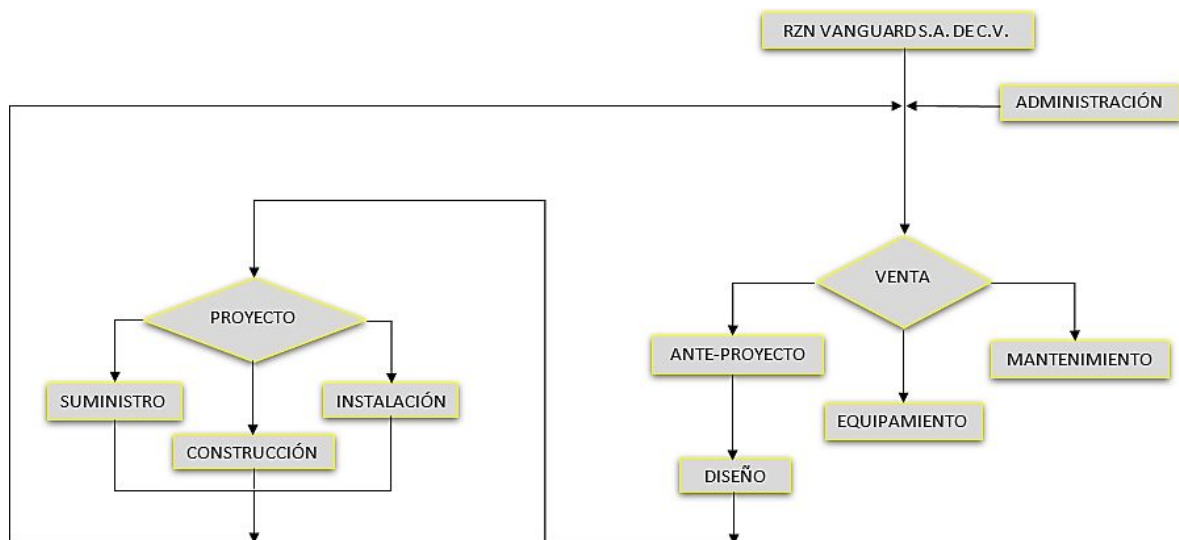 RZN VANGUARD S.A. DE C.V.
ADMINISTRACIÓN
VENTA
PROYECTO
ANTE-PROYECTO
MANTENIMIENTO
SUMINISTRO
INSTALACIÓN
EQUIPAMIENTO
CONSTRUCCIÓN
DISEÑO